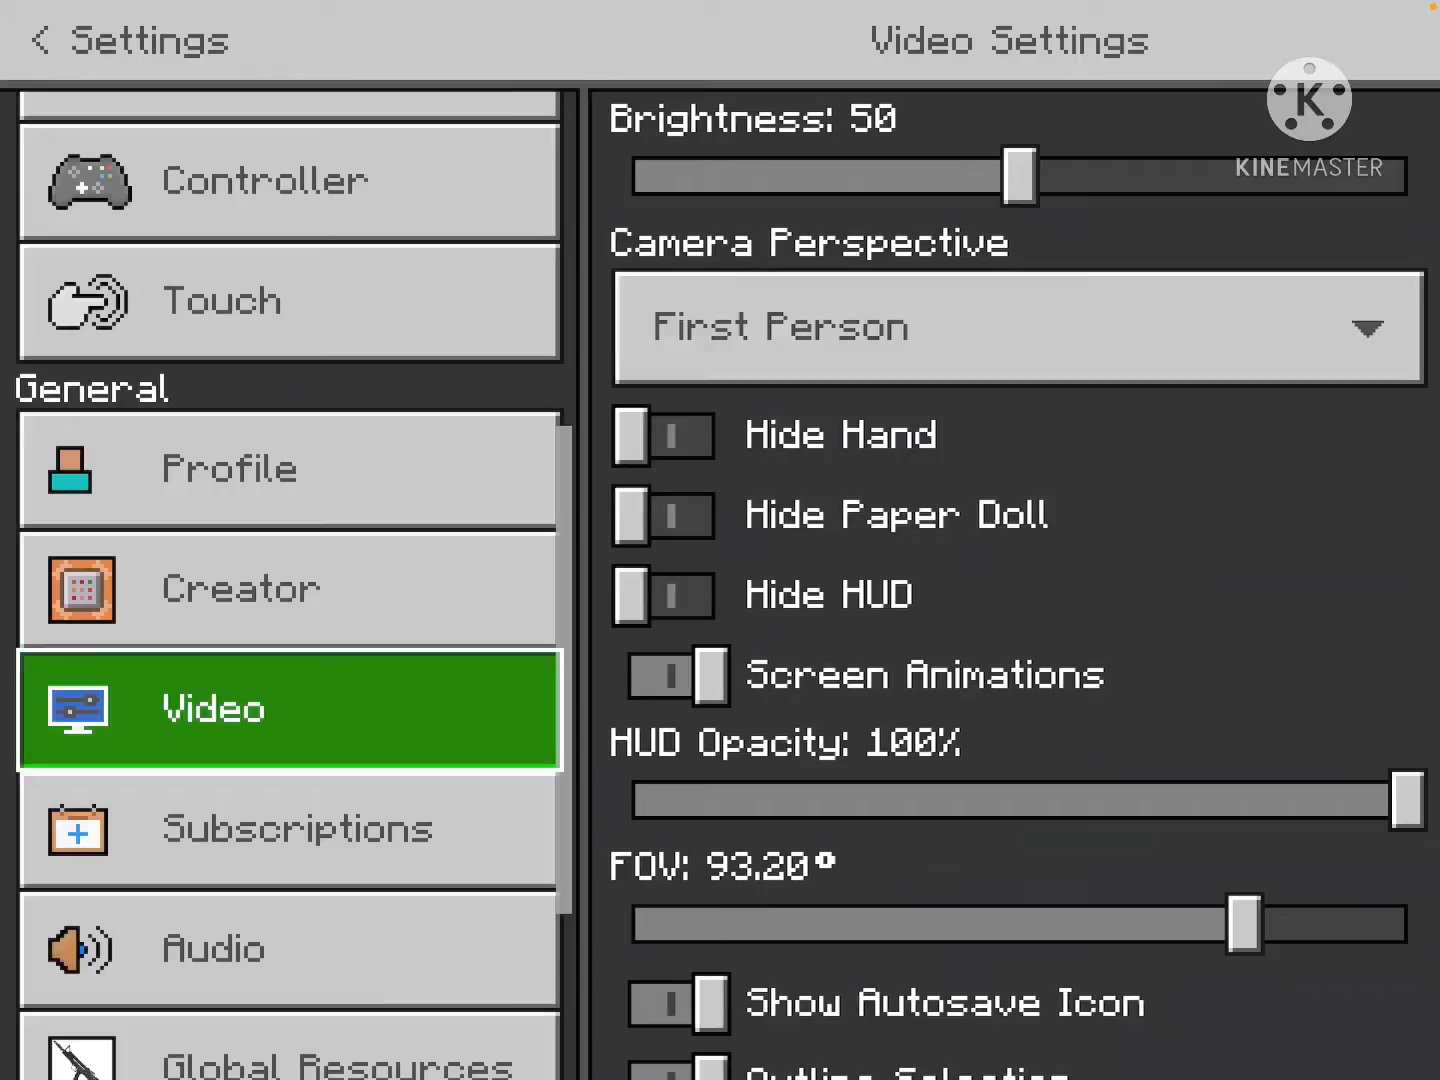 < Settings
Video Settings
K
KINEMASTER
Controller
Touch
General
Profile
Creator
Video
Subscriptions
Audio
Global Resources
Brightness: 50
Camera Perspective
First Person
Hide Hand
Hide Paper Doll
Hide HUD
Screen Animations
HUD Opacity: 100%
FOV: 93.20°
Show Autosave Icon
Outline Selection